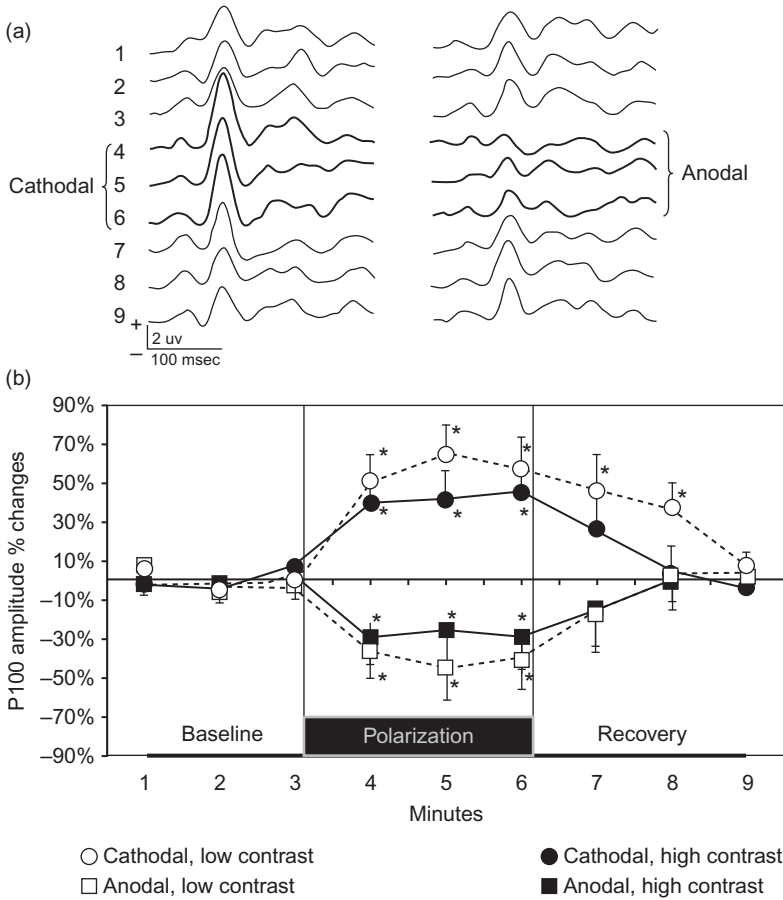 (a)
1
2
3
4
Cathodal
5
Anodal
6
7
8
9
+
–
2 uv
100 msec
(b)
P100 amplitude % changes
90%
70%
50%
30%
10%
–10%
–30%
–50%
–70%
–90%
* * *
* * *
* *
* * *
* * *
Baseline Polarization Recovery
1 2 3 4 5 6 7 8 9
Minutes
Cathodal, low contrast Cathodal, high contrast
Anodal, low contrast Anodal, high contrast